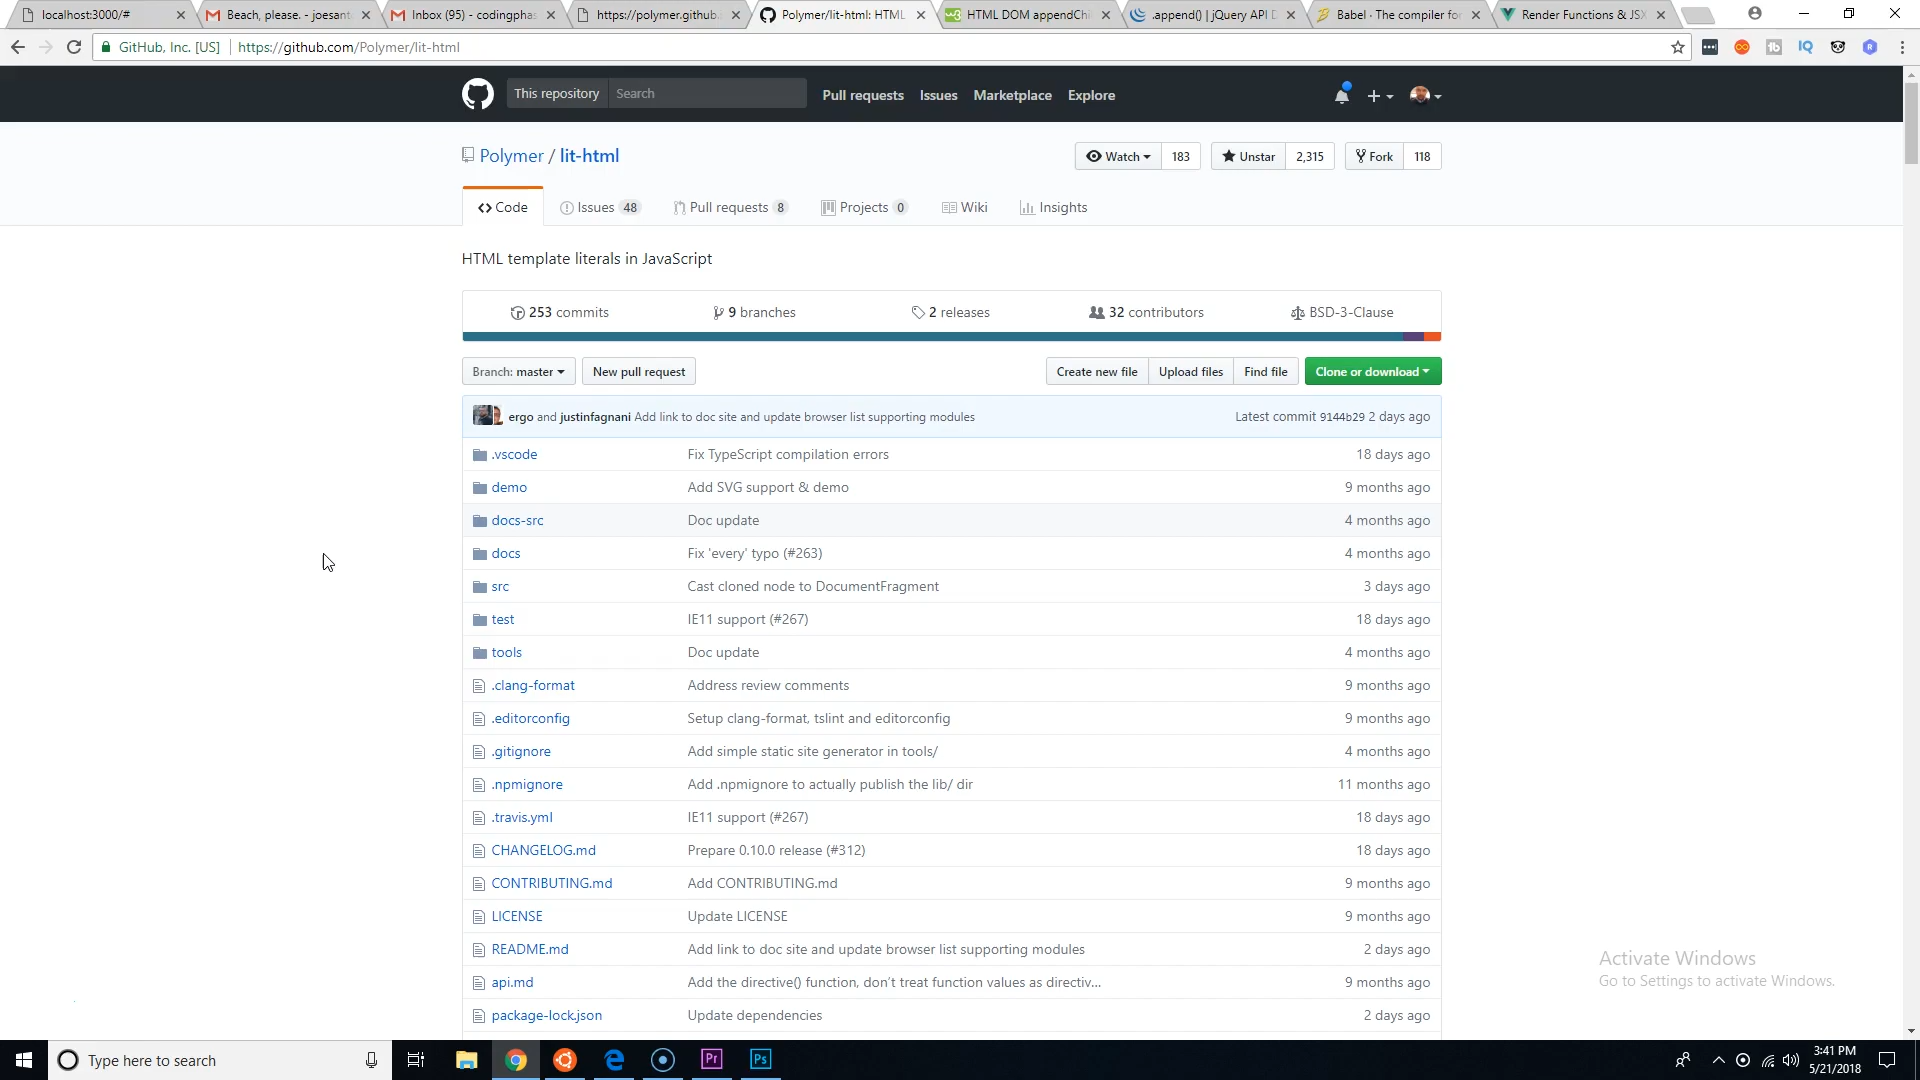 localhost:3000/#
Beach, please. - joesant
Inbox (95) - codingphas
https://polymer.github.
Polymer/lit-html: HTML
HTML DOM appendChi
.append() | jQuery API D
Babel · The compiler fo
Render Functions & JSX
GitHub, Inc. [US] https://github.com/Polymer/lit-html
This repository Search Pull requests Issues Marketplace Explore
Polymer / lit-html Watch 183 Unstar 2,315 Fork 118
Code Issues 48 Pull requests 8 Projects 0 Wiki Insights
HTML template literals in JavaScript
253 commits 9 branches 2 releases 32 contributors BSD-3-Clause
Branch: master New pull request Create new file Upload files Find file Clone or download
ergo and justinfagnani Add link to doc site and update browser list supporting modules Latest commit 9144b29 2 days ago
.vscode Fix TypeScript compilation errors 18 days ago
demo Add SVG support & demo 9 months ago
docs-src Doc update 4 months ago
docs Fix 'every' typo (#263) 4 months ago
src Cast cloned node to DocumentFragment 3 days ago
test IE11 support (#267) 18 days ago
tools Doc update 4 months ago
.clang-format Address review comments 9 months ago
.editorconfig Setup clang-format, tslint and editorconfig 9 months ago
.gitignore Add simple static site generator in tools/ 4 months ago
.npmignore Add .npmignore to actually publish the lib/ dir 11 months ago
.travis.yml IE11 support (#267) 18 days ago
CHANGELOG.md Prepare 0.10.0 release (#312) 18 days ago
CONTRIBUTING.md Add CONTRIBUTING.md 9 months ago
LICENSE Update LICENSE 9 months ago
README.md Add link to doc site and update browser list supporting modules 2 days ago
api.md Add the directive() function, don't treat function values as directiv... 9 months ago
package-lock.json Update dependencies 2 days ago
Activate Windows
Go to Settings to activate Windows.
Type here to search
Pr
Ps
3:41 PM
5/21/2018